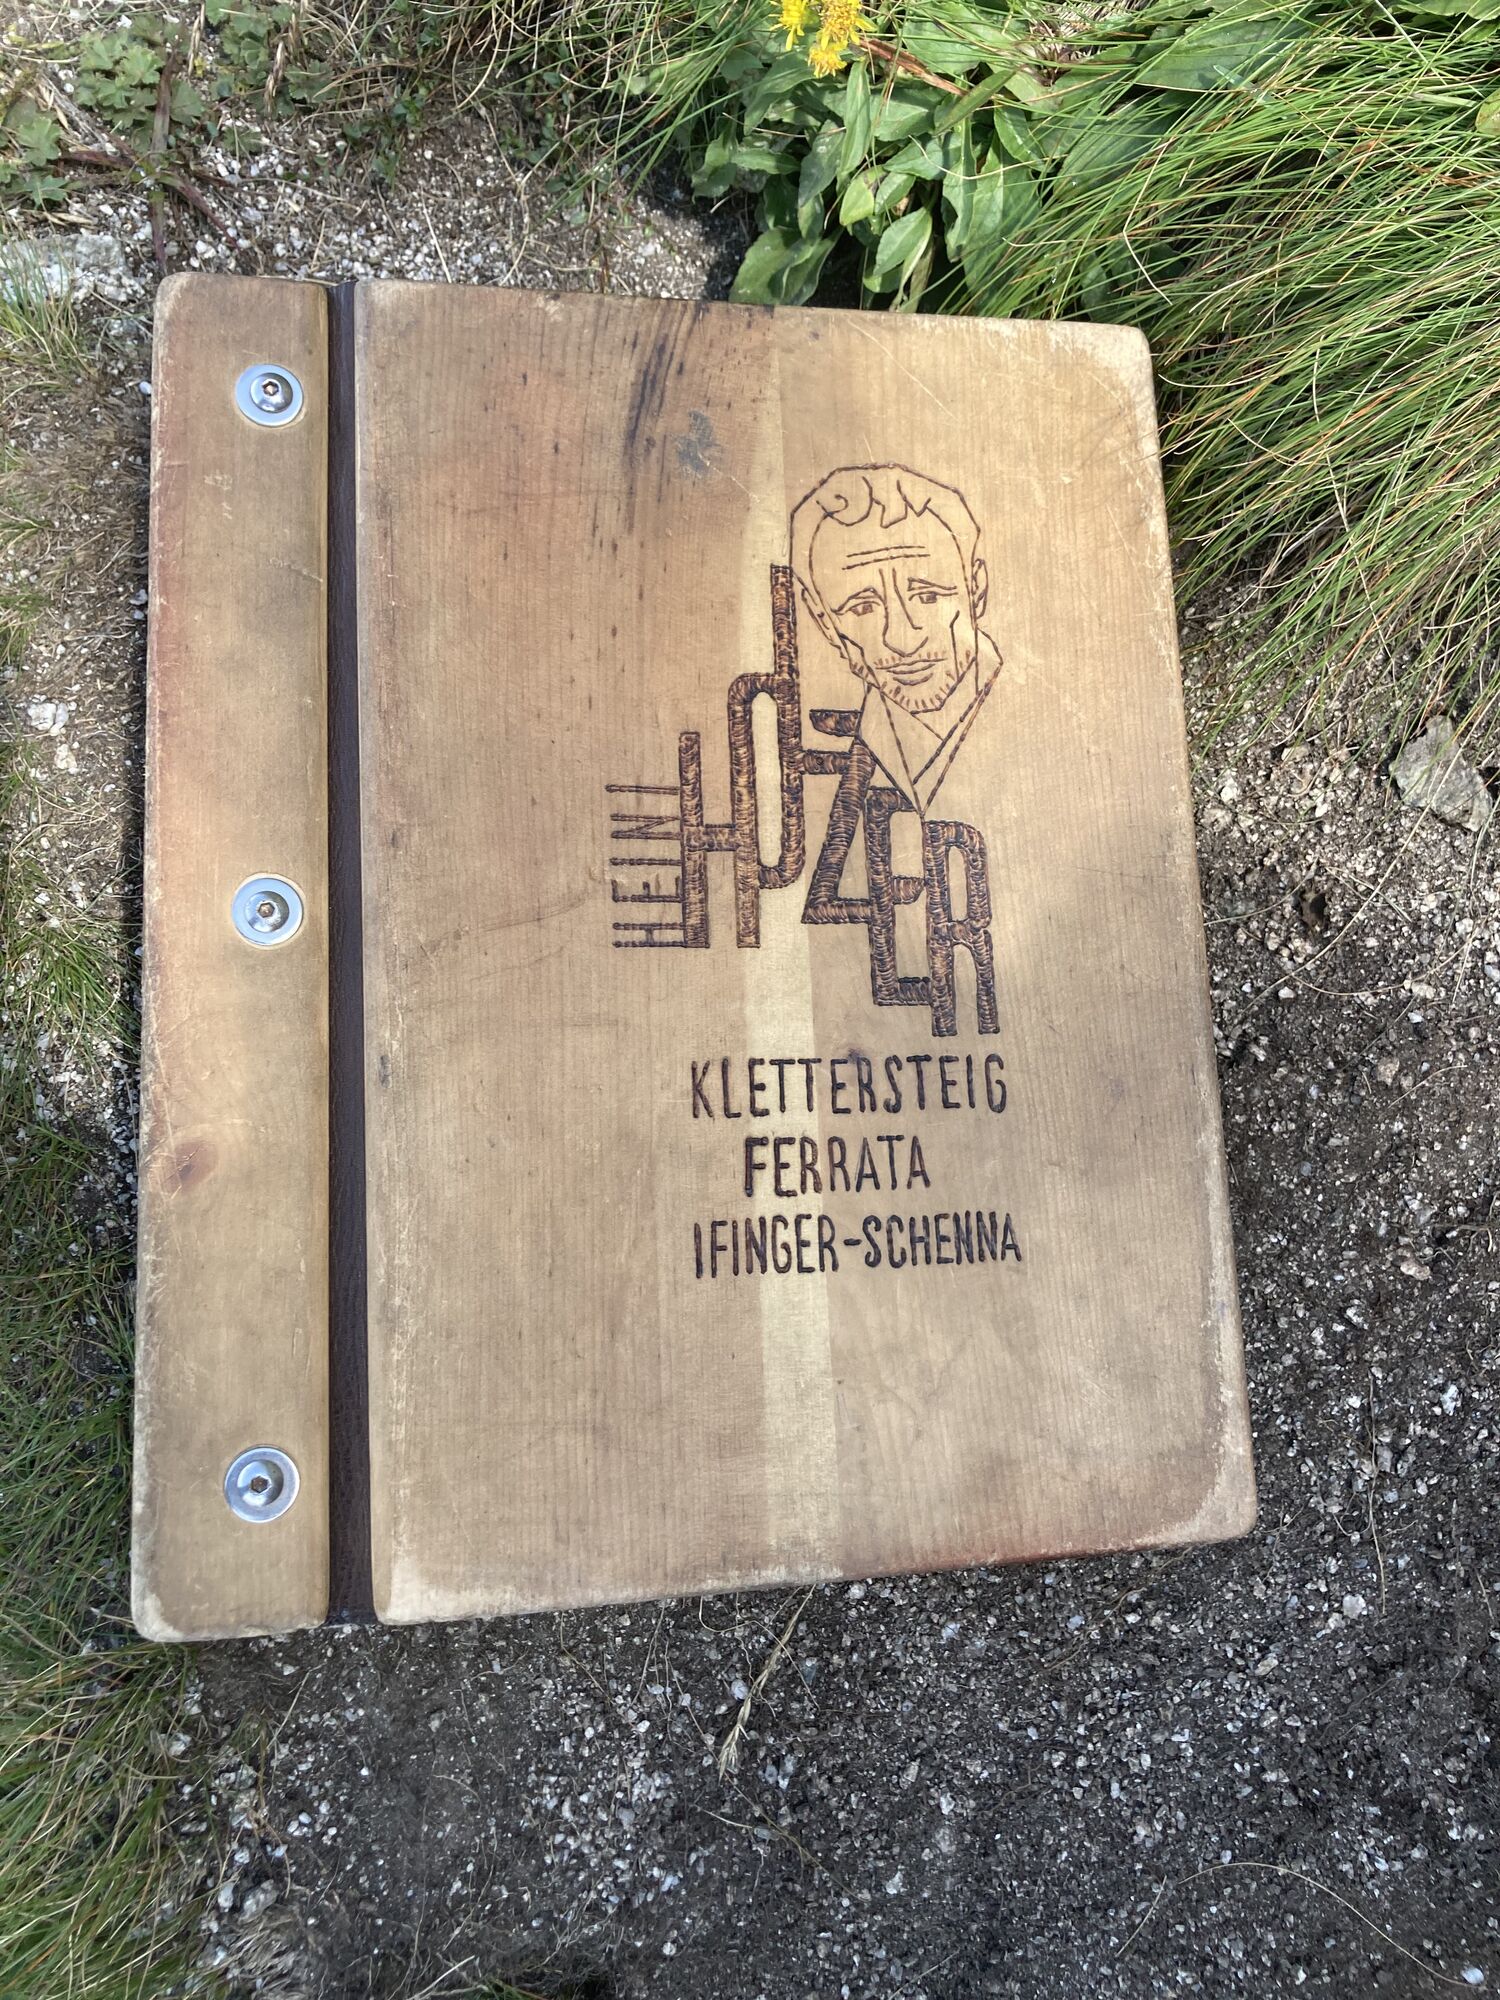 HEINI HOLZER
KLETTERSTEIG
FERRATA
IFINGER-SCHENNA